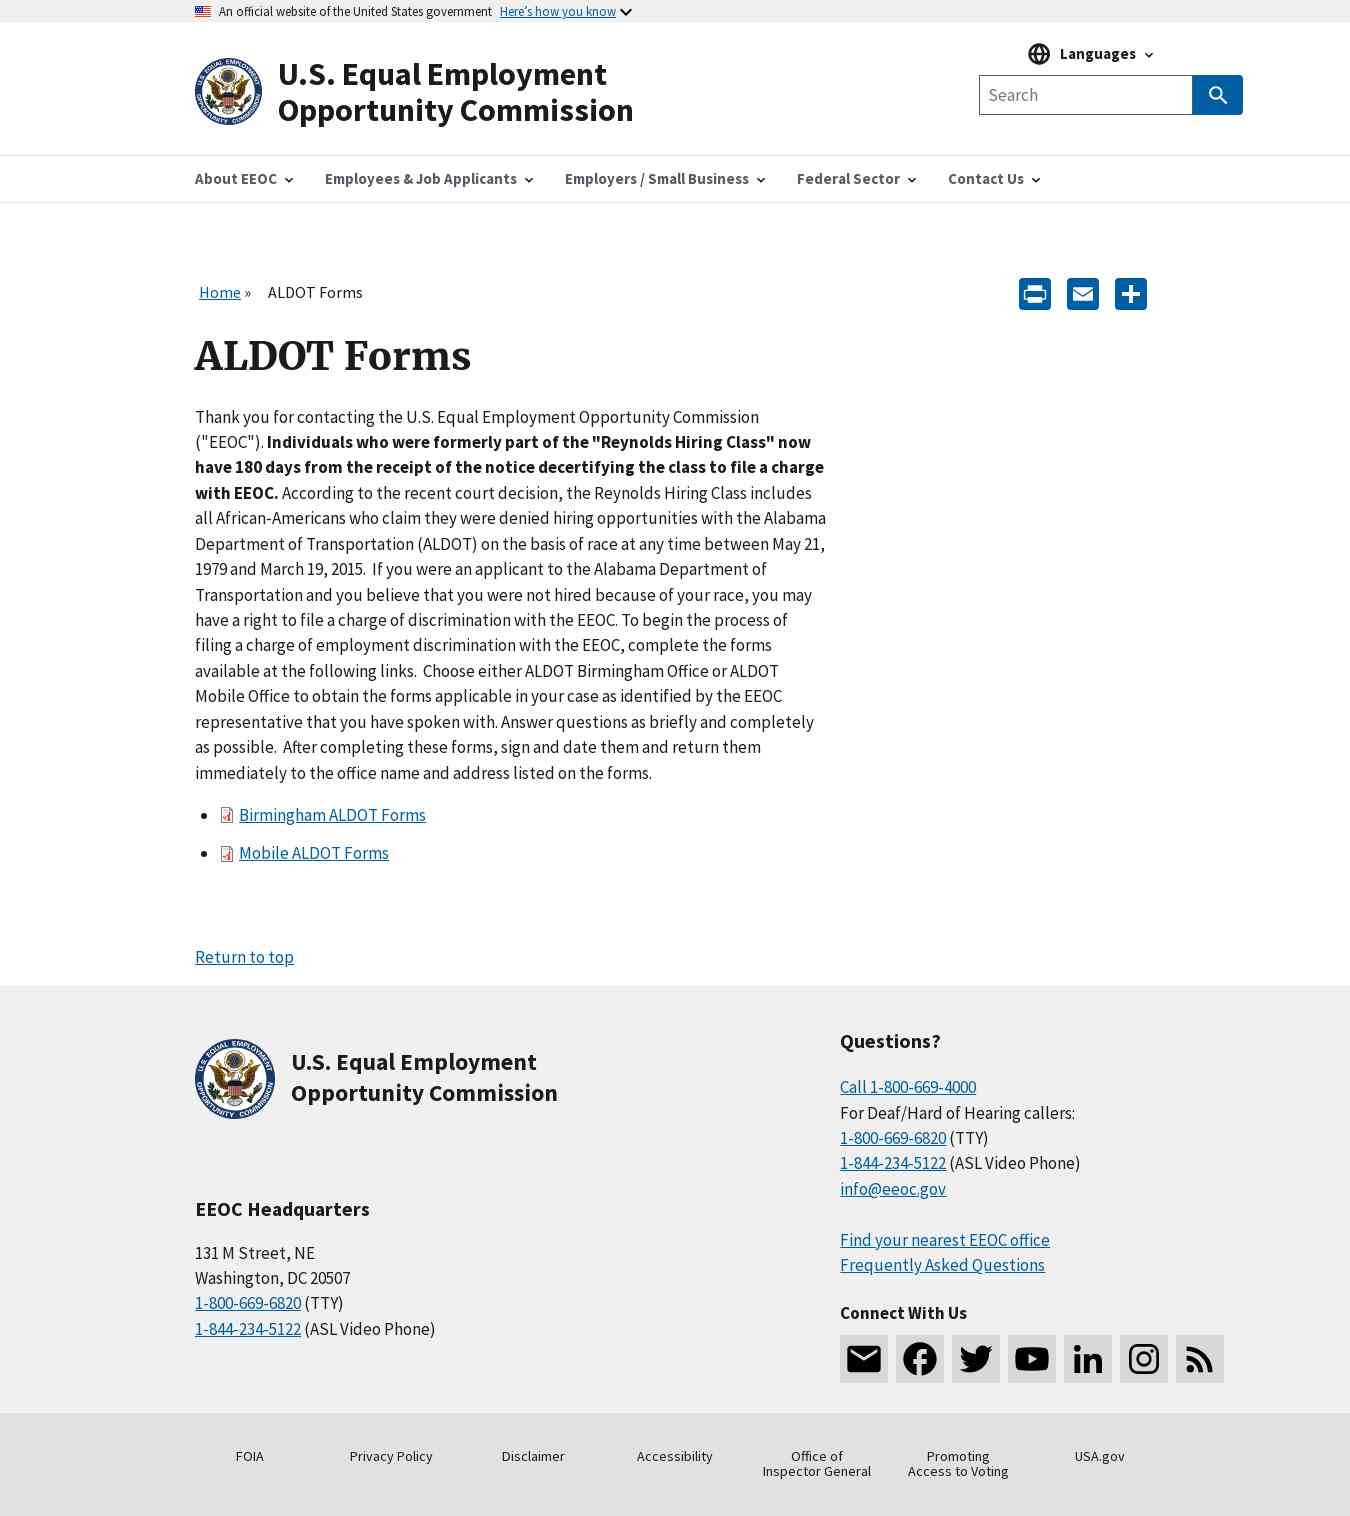 An official website of the United States government Here’s how you know
U.S. Equal Employment
Opportunity Commission
Languages
Search
About EEOC
Employees & Job Applicants
Employers / Small Business
Federal Sector
Contact Us
Home » ALDOT Forms
ALDOT Forms
Thank you for contacting the U.S. Equal Employment Opportunity Commission
("EEOC"). Individuals who were formerly part of the "Reynolds Hiring Class" now
have 180 days from the receipt of the notice decertifying the class to file a charge
with EEOC. According to the recent court decision, the Reynolds Hiring Class includes
all African-Americans who claim they were denied hiring opportunities with the Alabama
Department of Transportation (ALDOT) on the basis of race at any time between May 21,
1979 and March 19, 2015. If you were an applicant to the Alabama Department of
Transportation and you believe that you were not hired because of your race, you may
have a right to file a charge of discrimination with the EEOC. To begin the process of
filing a charge of employment discrimination with the EEOC, complete the forms
available at the following links. Choose either ALDOT Birmingham Office or ALDOT
Mobile Office to obtain the forms applicable in your case as identified by the EEOC
representative that you have spoken with. Answer questions as briefly and completely
as possible. After completing these forms, sign and date them and return them
immediately to the office name and address listed on the forms.
Birmingham ALDOT Forms
Mobile ALDOT Forms
Return to top
U.S. Equal Employment
Opportunity Commission
EEOC Headquarters
131 M Street, NE
Washington, DC 20507
1-800-669-6820 (TTY)
1-844-234-5122 (ASL Video Phone)
Questions?
Call 1-800-669-4000
For Deaf/Hard of Hearing callers:
1-800-669-6820 (TTY)
1-844-234-5122 (ASL Video Phone)
info@eeoc.gov
Find your nearest EEOC office
Frequently Asked Questions
Connect With Us
FOIA
Privacy Policy
Disclaimer
Accessibility
Office of
Inspector General
Promoting
Access to Voting
USA.gov